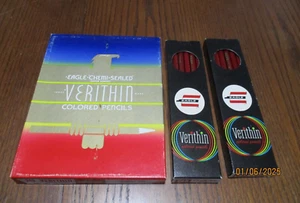 EAGLE "CHEMI-SEALED"
VERITHIN
COLORED PENCILS
EAGLE
Verithin
EAGLE
Verithin
01/06/2025